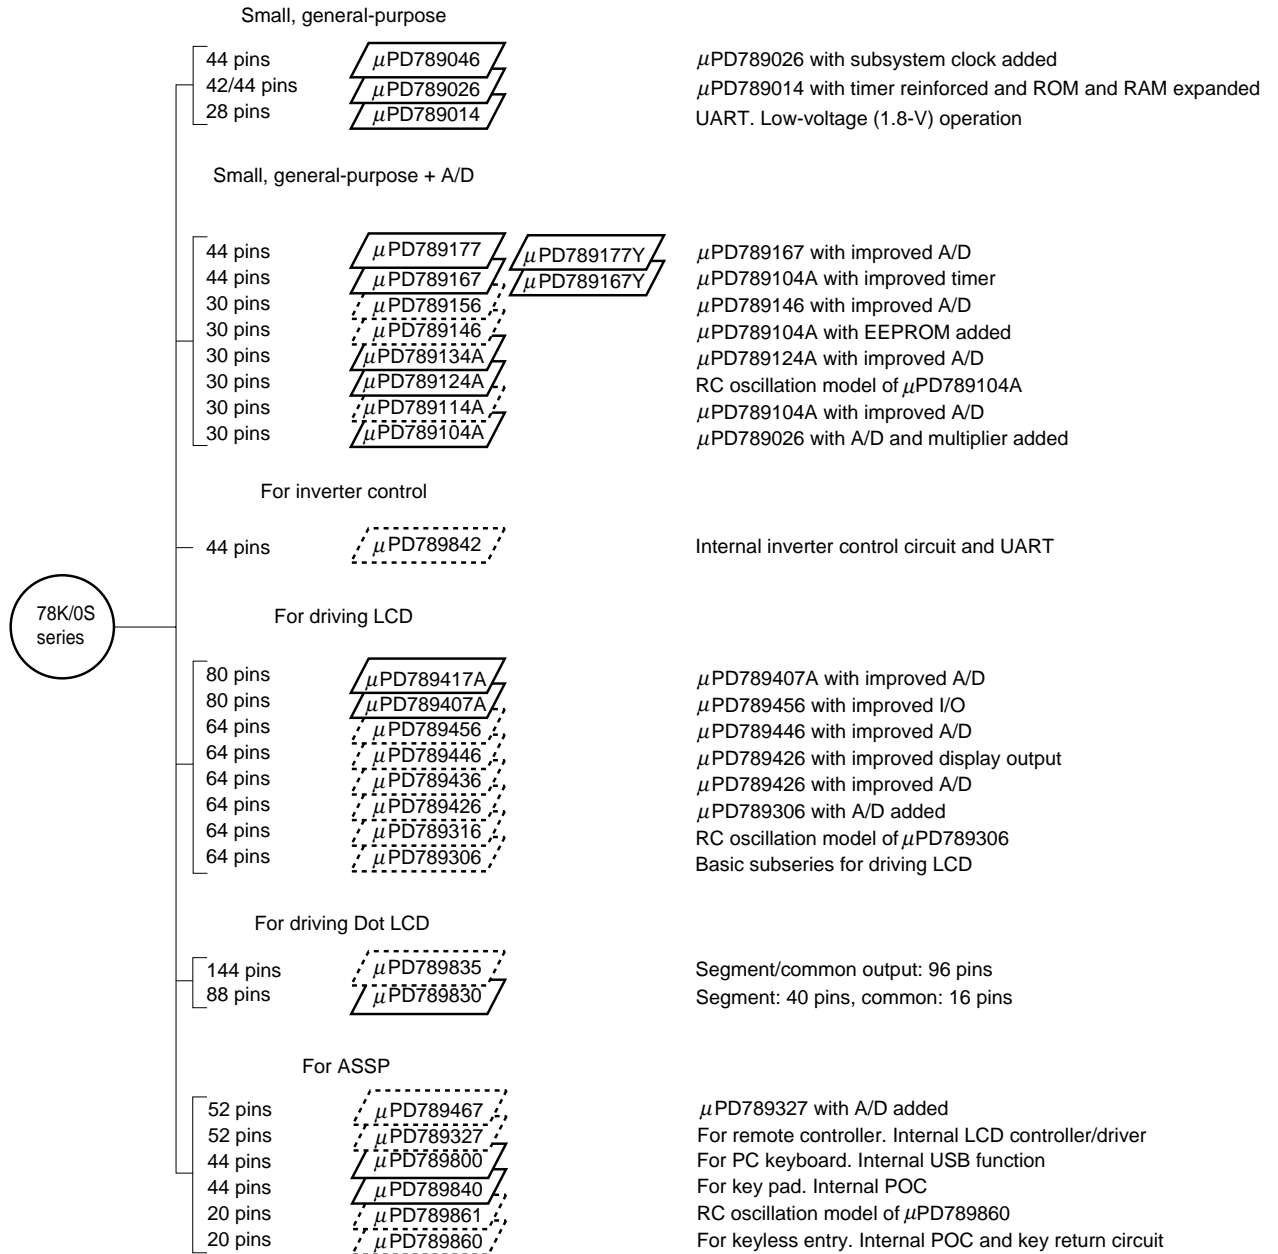 Small, general-purpose
44 pins μPD789046 μPD789026 with subsystem clock added
42/44 pins μPD789026 μPD789014 with timer reinforced and ROM and RAM expanded
28 pins μPD789014 UART. Low-voltage (1.8-V) operation
Small, general-purpose + A/D
44 pins μPD789177 μPD789177Y μPD789167 with improved A/D
44 pins μPD789167 μPD789167Y μPD789104A with improved timer
30 pins μPD789156 μPD789146 with improved A/D
30 pins μPD789146 μPD789104A with EEPROM added
30 pins μPD789134A μPD789124A with improved A/D
30 pins μPD789124A RC oscillation model of μPD789104A
30 pins μPD789114A μPD789104A with improved A/D
30 pins μPD789104A μPD789026 with A/D and multiplier added
For inverter control
44 pins μPD789842 Internal inverter control circuit and UART
78K/0S
series
For driving LCD
80 pins μPD789417A μPD789407A with improved A/D
80 pins μPD789407A μPD789456 with improved I/O
64 pins μPD789456 μPD789446 with improved A/D
64 pins μPD789446 μPD789426 with improved display output
64 pins μPD789436 μPD789426 with improved A/D
64 pins μPD789426 μPD789306 with A/D added
64 pins μPD789316 RC oscillation model of μPD789306
64 pins μPD789306 Basic subseries for driving LCD
For driving Dot LCD
144 pins μPD789835 Segment/common output: 96 pins
88 pins μPD789830 Segment: 40 pins, common: 16 pins
For ASSP
52 pins μPD789467 μPD789327 with A/D added
52 pins μPD789327 For remote controller. Internal LCD controller/driver
44 pins μPD789800 For PC keyboard. Internal USB function
44 pins μPD789840 For key pad. Internal POC
20 pins μPD789861 RC oscillation model of μPD789860
20 pins μPD789860 For keyless entry. Internal POC and key return circuit